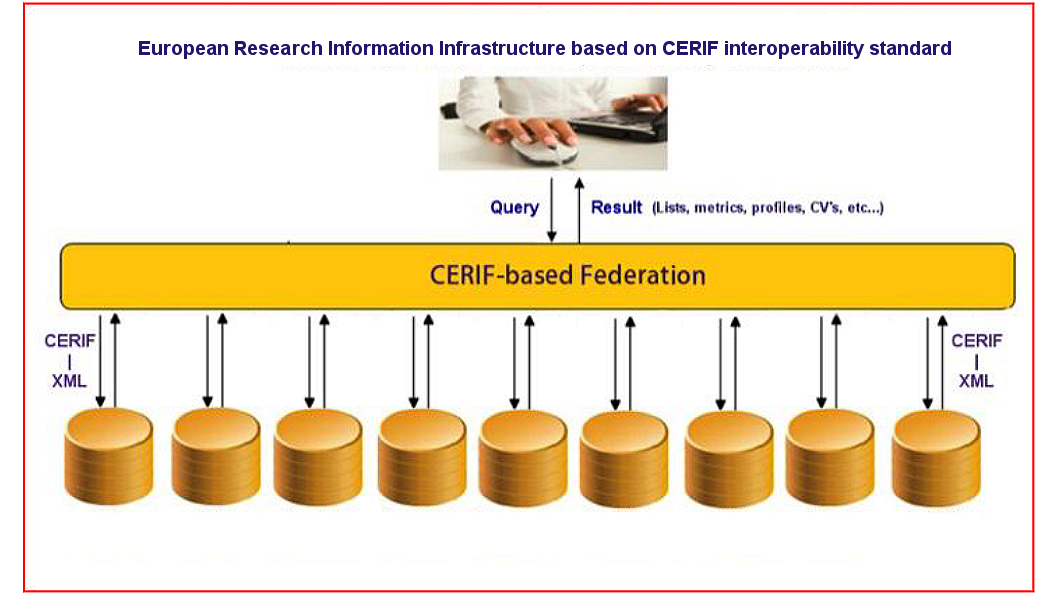 European Research Information Infrastructure based on CERIF interoperability standard
Query
Result (Lists, metrics, profiles, CV's, etc...)
CERIF-based Federation
CERIF
|
XML
CERIF
|
XML